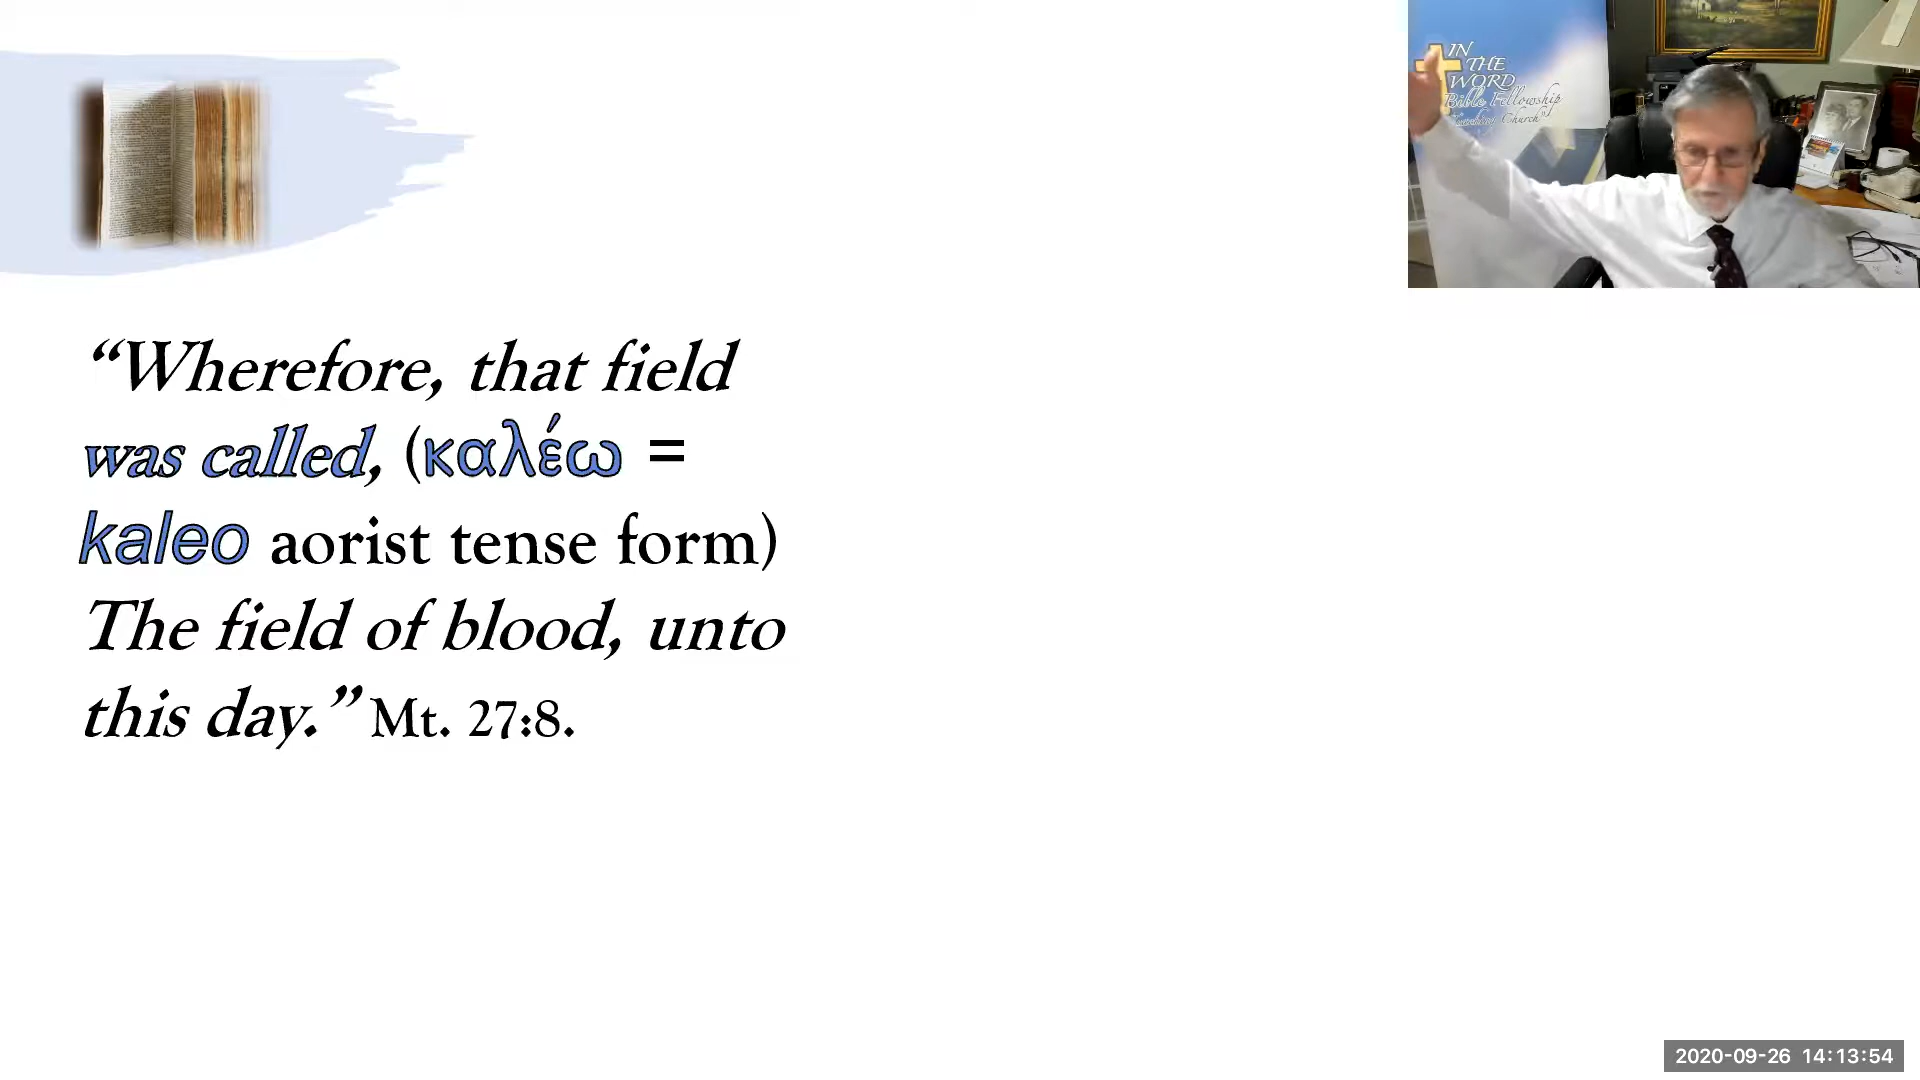 IN
THE
WORD
Bible Fellowship
"Wherefore, that field
was called, (καλέω =
kaleo aorist tense form)
The field of blood, unto
this day." Mt. 27:8.
2020-09-26 14:13:54